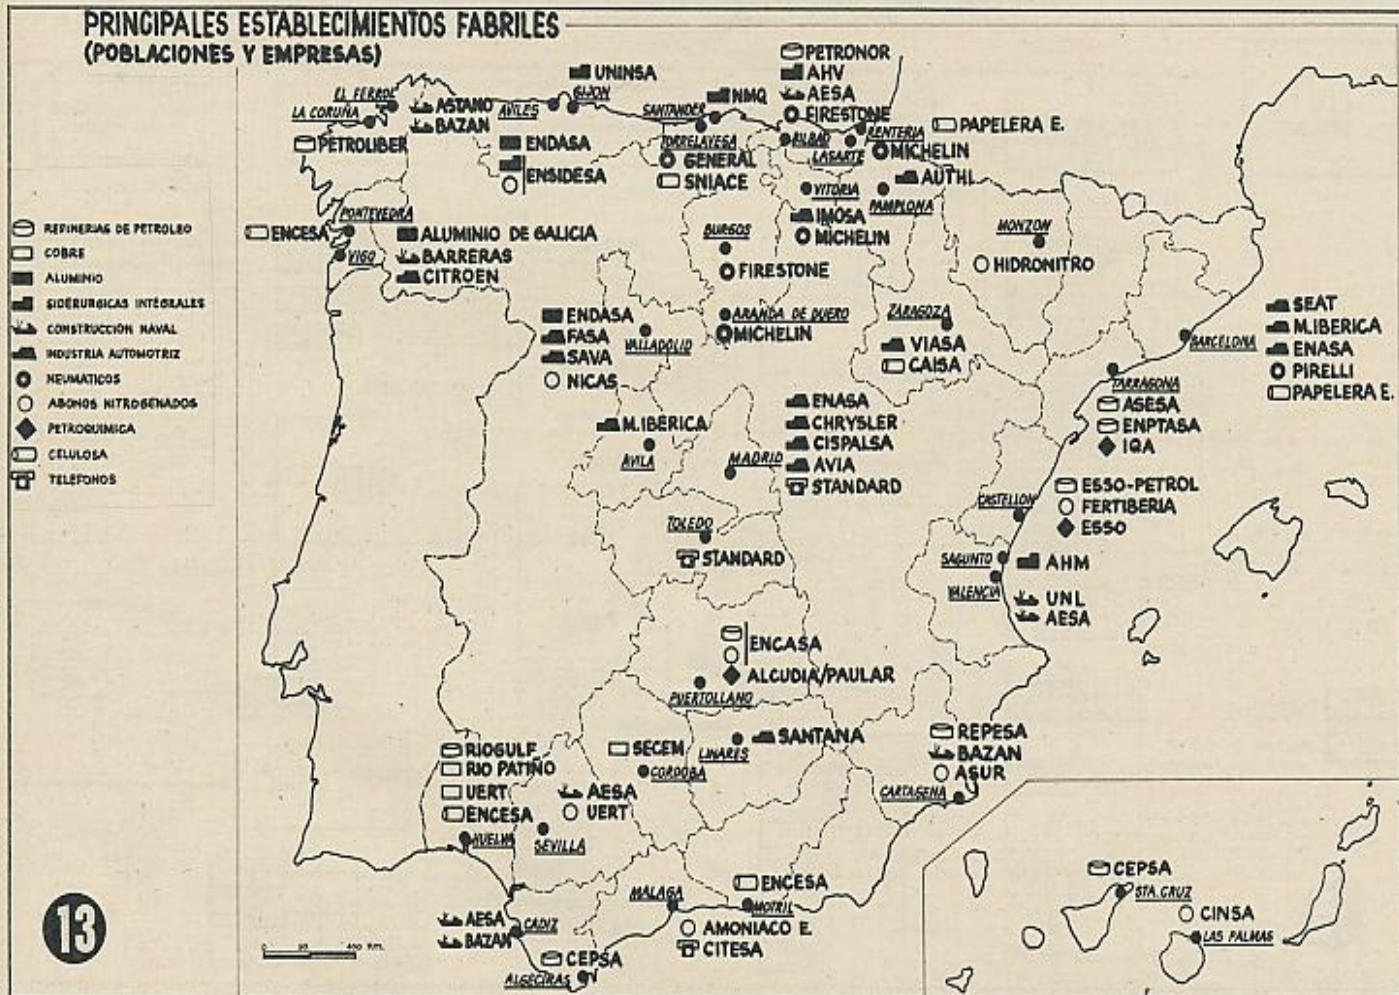 PRINCIPALES ESTABLECIMIENTOS FABRILES
(POBLACIONES Y EMPRESAS)
REFINERIAS DE PETROLEO
COBRE
ALUMINIO
SIDERURGICAS INTEGRALES
CONSTRUCCION NAVAL
INDUSTRIA AUTOMOTRIZ
NEUMATICOS
ABONOS NITROGENADOS
PETROQUIMICA
CELULOSA
TELEFONOS
EL FERROL
LA CORUÑA
ASTANO
BAZAN
PETROLIBER
AVILES
UNINSA
GIJON
ENDASA
ENSIDESA
SANTANDER
NMQ
TORRELAVEGA
GENERAL
SNIACE
PETRONOR
AHV
AESA
FIRESTONE
BILBAO
LASARTE
RENTERIA
PAPELERA E.
MICHELIN
VITORIA
IMOSA
MICHELIN
AUTHI
PAMPLONA
PONTEVEDRA
ENCESA
VIGO
ALUMINIO DE GALICIA
BARRERAS
CITROEN
BURGOS
FIRESTONE
ARANDA DE DUERO
MICHELIN
MONZON
HIDRONITRO
ENDASA
FASA
SAVA
NICAS
VALLADOLID
ZARAGOZA
VIASA
CAISA
BARCELONA
SEAT
M.IBERICA
ENASA
PIRELLI
PAPELERA E.
TARRAGONA
ASESA
ENPTASA
IQA
M.IBERICA
AVILA
MADRID
ENASA
CHRYSLER
CISPALSA
AVIA
STANDARD
TOLEDO
STANDARD
CASTELLON
ESSO-PETROL
FERTIBERIA
ESSO
SAGUNTO
AHM
VALENCIA
UNL
AESA
ENCASA
ALCUDIA/PAULAR
PUERTOLLANO
LINARES
SANTANA
SECEM
CORDOBA
RIOGULF
RIO PATIÑO
UERT
ENCESA
HUELVA
AESA
UERT
SEVILLA
REPESA
BAZAN
ASUR
CARTAGENA
AESA
BAZAN
CADIZ
CEPSA
ALGECIRAS
MALAGA
AMONIACO E.
CITESA
ENCESA
MOTRIL
CEPSA
STA. CRUZ
CINSA
LAS PALMAS
13